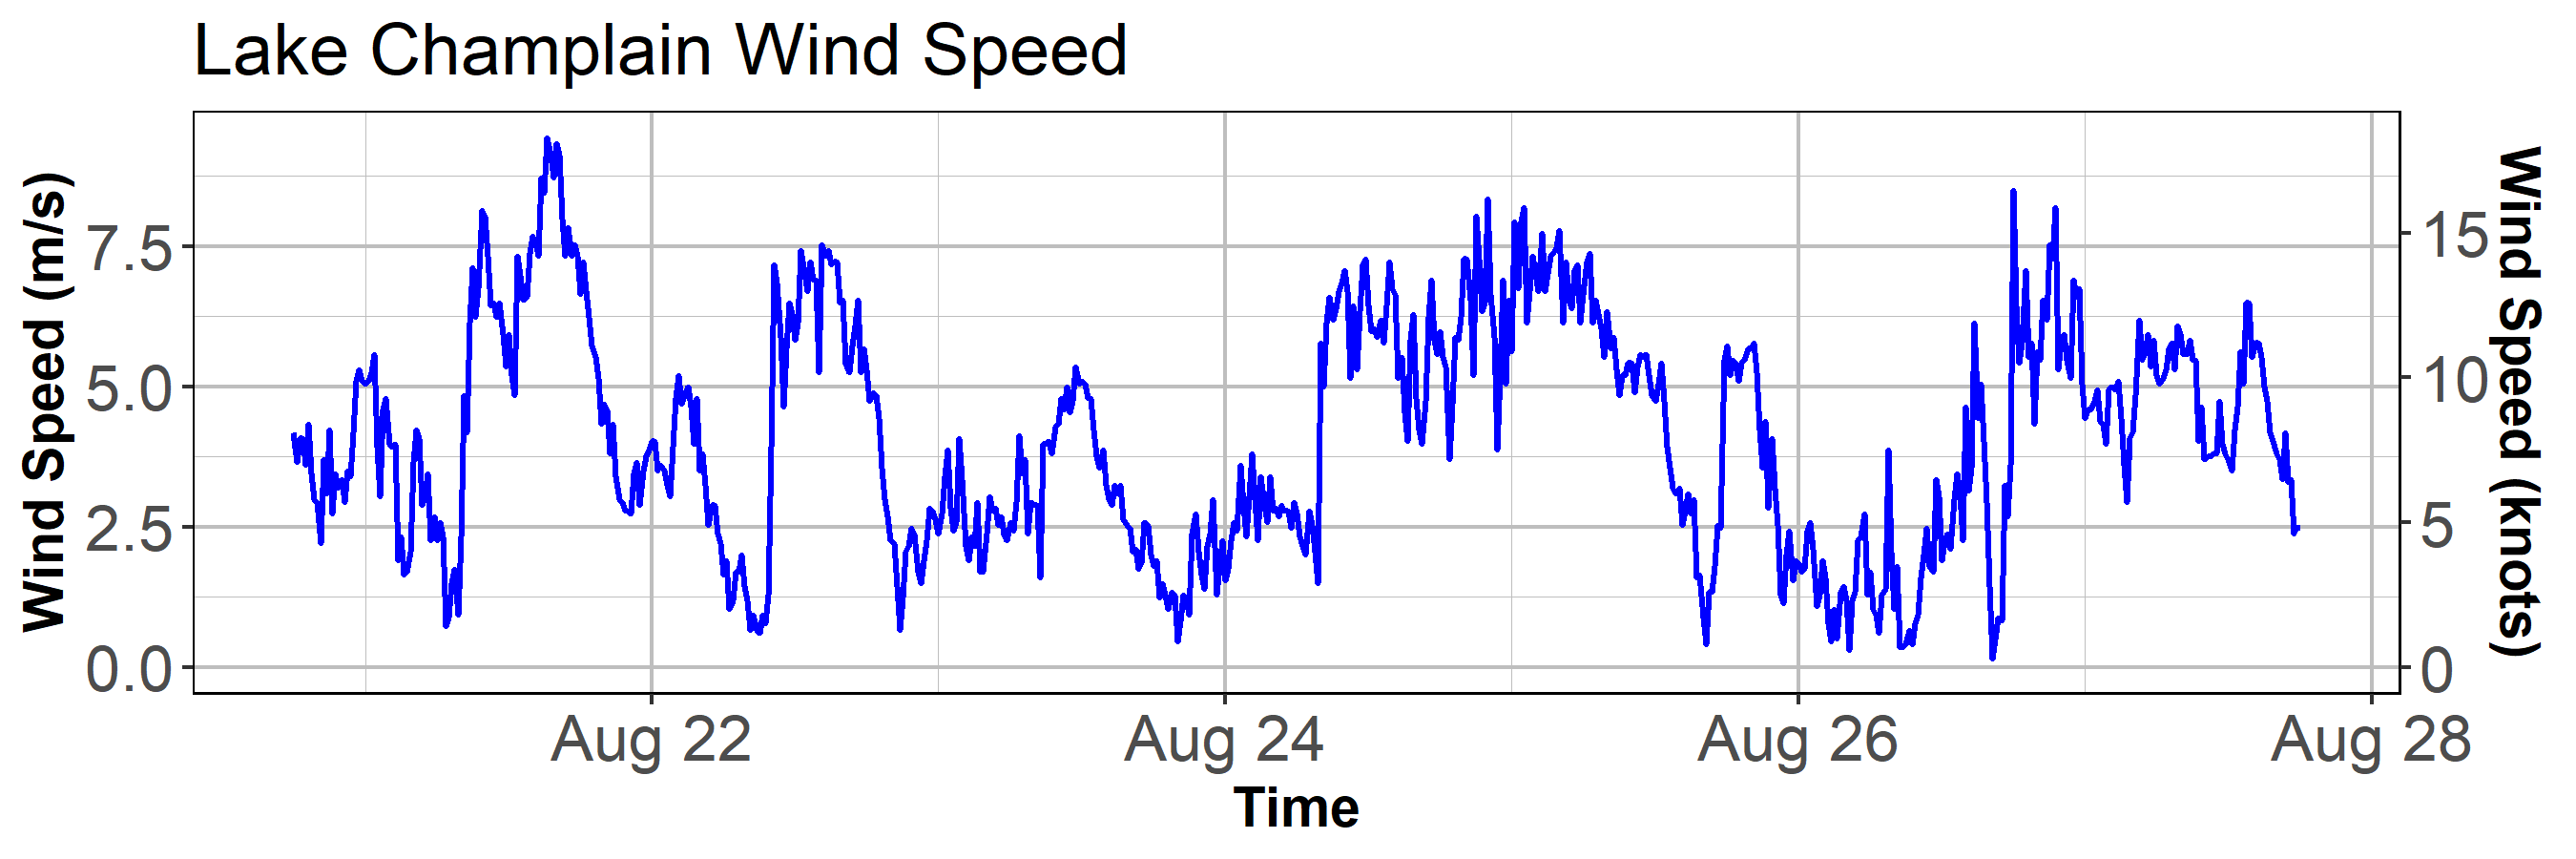 Lake Champlain Wind Speed
Wind Speed (m/s)
7.5
5.0
2.5
0.0
15
10
5
0
Wind Speed (knots)
Aug 22
Aug 24
Aug 26
Aug 28
Time